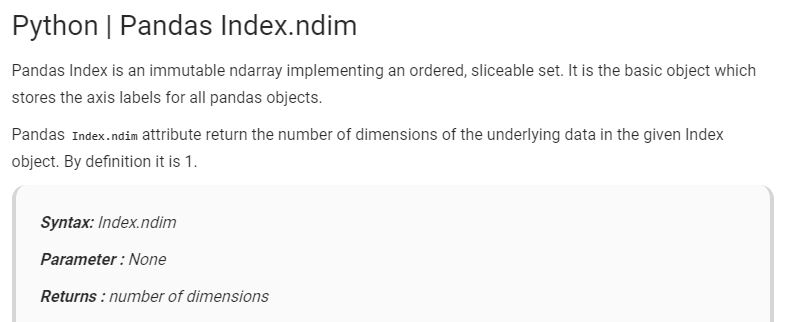 Python | Pandas Index.ndim
Pandas Index is an immutable ndarray implementing an ordered, sliceable set. It is the basic object which
stores the axis labels for all pandas objects.
Pandas Index.ndim attribute return the number of dimensions of the underlying data in the given Index
object. By definition it is 1.
Syntax: Index.ndim
Parameter : None
Returns : number of dimensions